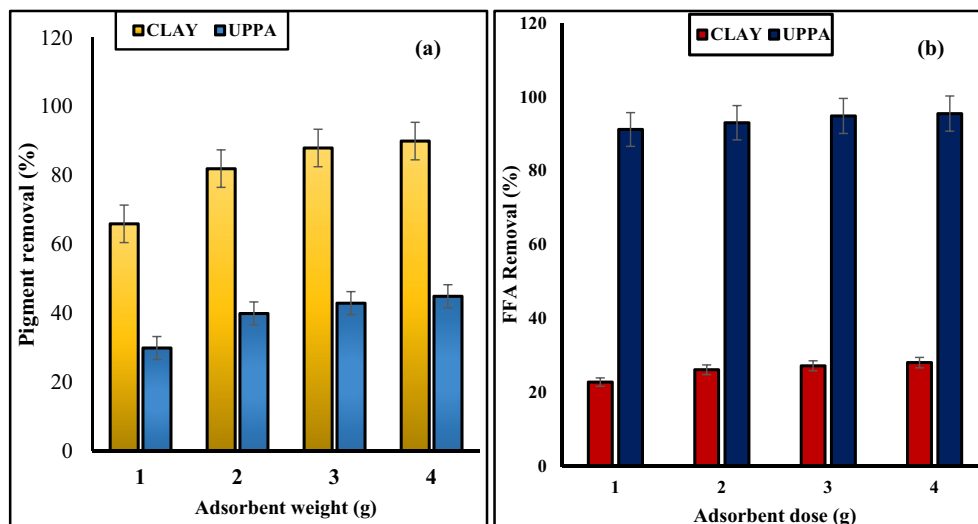 CLAY UPPA
(a)
Pigment removal (%)
120
100
80
60
40
20
0
1 2 3 4
Adsorbent weight (g)
CLAY UPPA
(b)
FFA Removal (%)
120
100
80
60
40
20
0
1 2 3 4
Adsorbent dose (g)